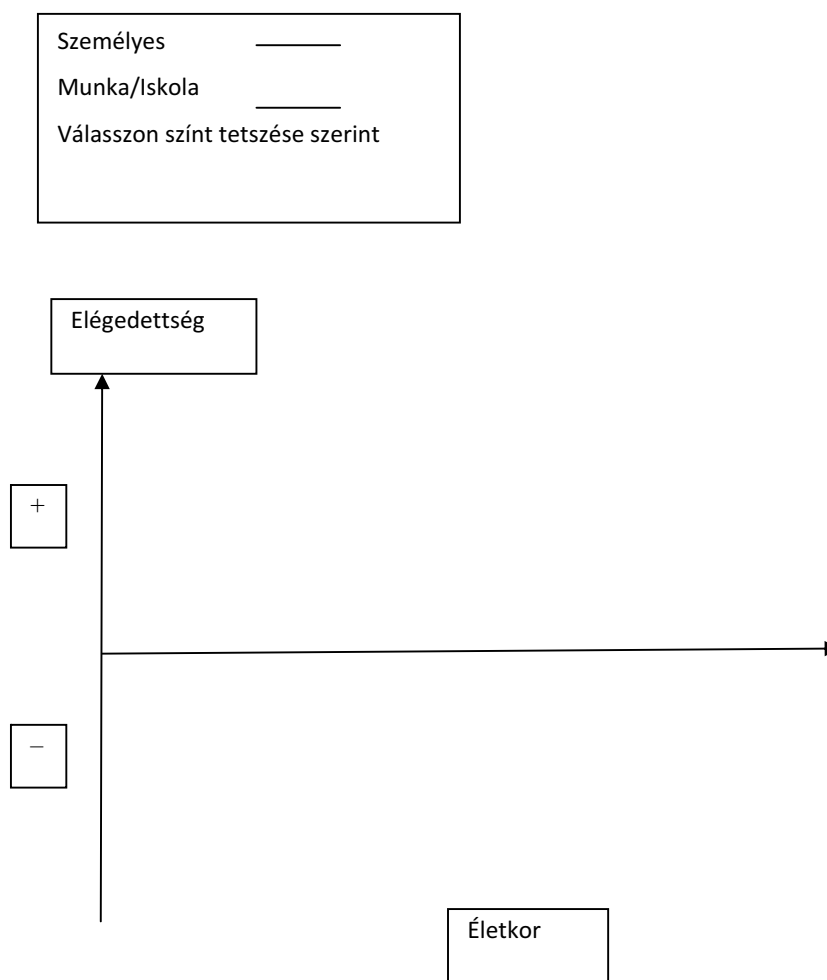 Személyes
Munka/Iskola
Válasszon színt tetszése szerint
Elégedettség
+
–
Életkor